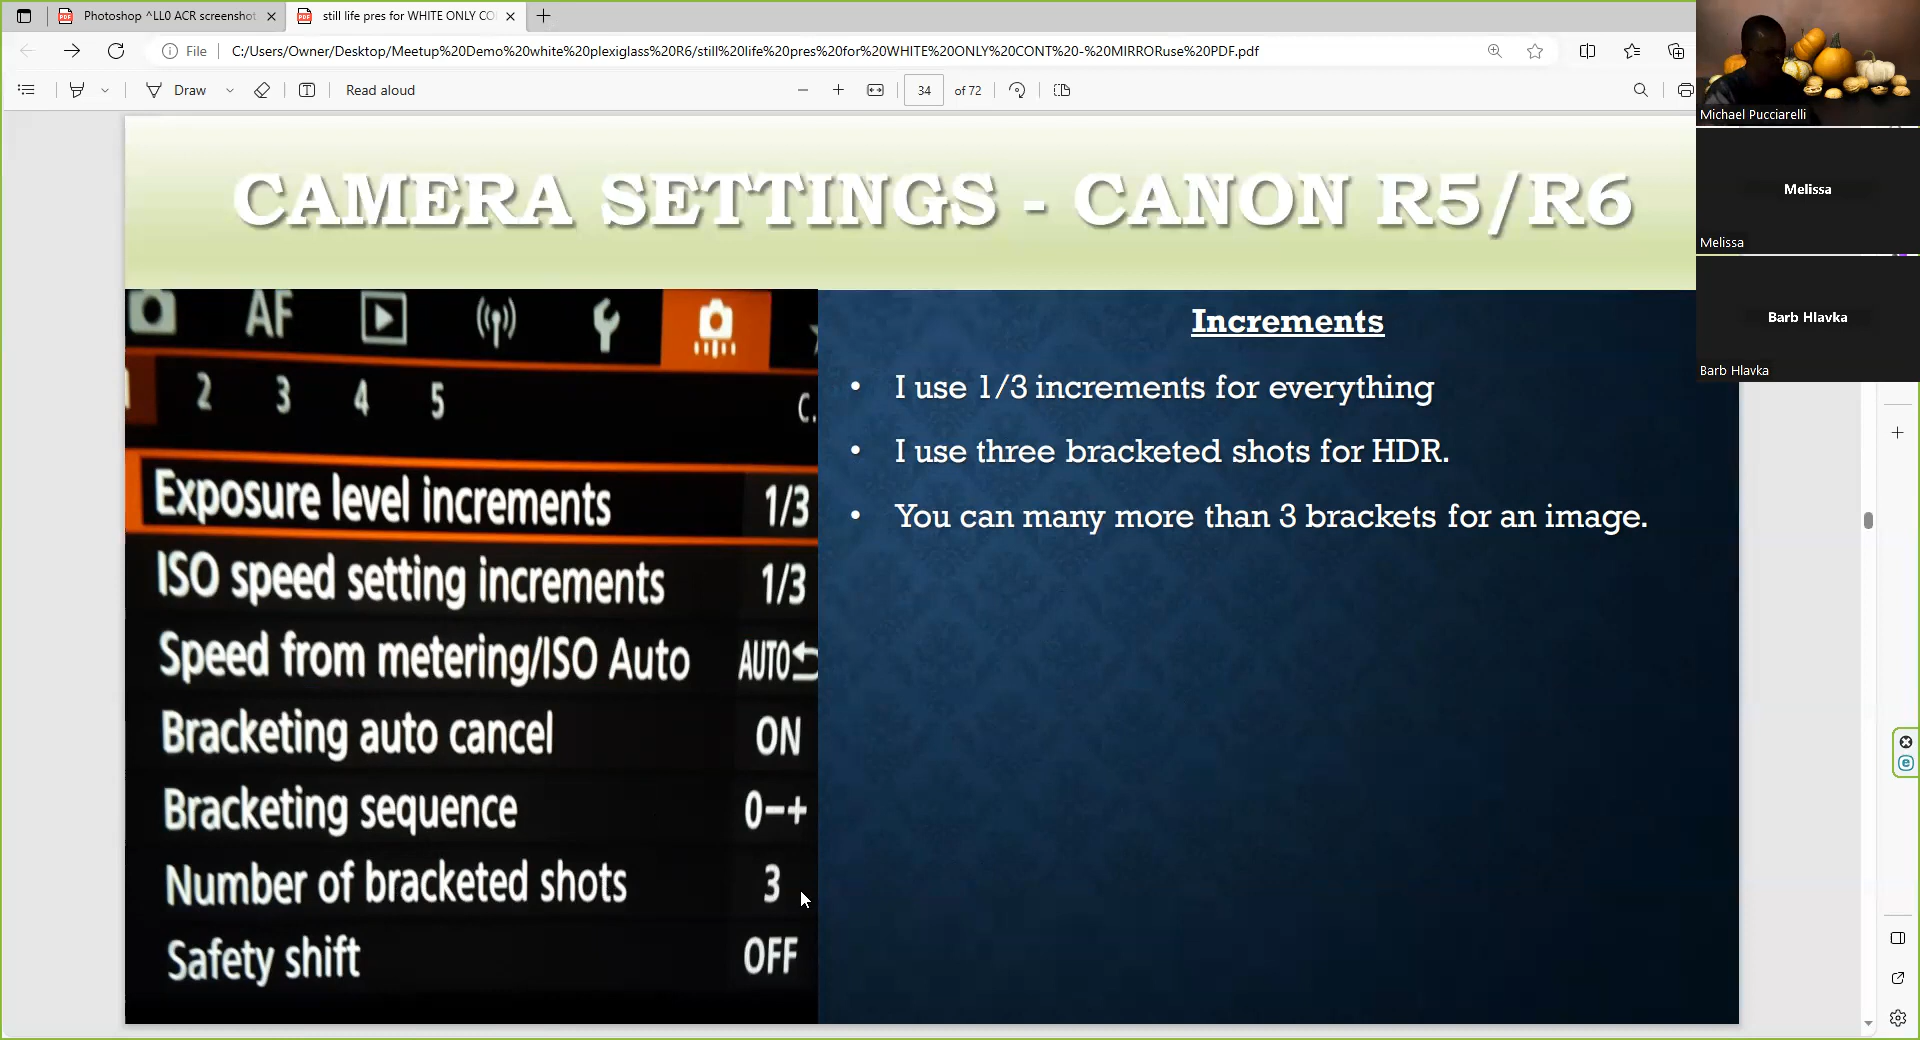 Photoshop ^LL0 ACR screenshot
still life pres for WHITE ONLY CO
File
C:/Users/Owner/Desktop/Meetup%20Demo%20white%20plexiglass%20R6/still%20life%20pres%20for%20WHITE%20ONLY%20CONT%20-%20MIRRORuse%20PDF.pdf
Draw
Read aloud
34
of 72
Michael Pucciarelli
Melissa
Melissa
Barb Hlavka
Barb Hlavka
CAMERA SETTINGS - CANON R5/R6
AF
2 3 4 5
C.
Exposure level increments 1/3
ISO speed setting increments 1/3
Speed from metering/ISO Auto AUTO
Bracketing auto cancel ON
Bracketing sequence 0−+
Number of bracketed shots 3
Safety shift OFF
Increments
• I use 1/3 increments for everything
• I use three bracketed shots for HDR.
• You can many more than 3 brackets for an image.